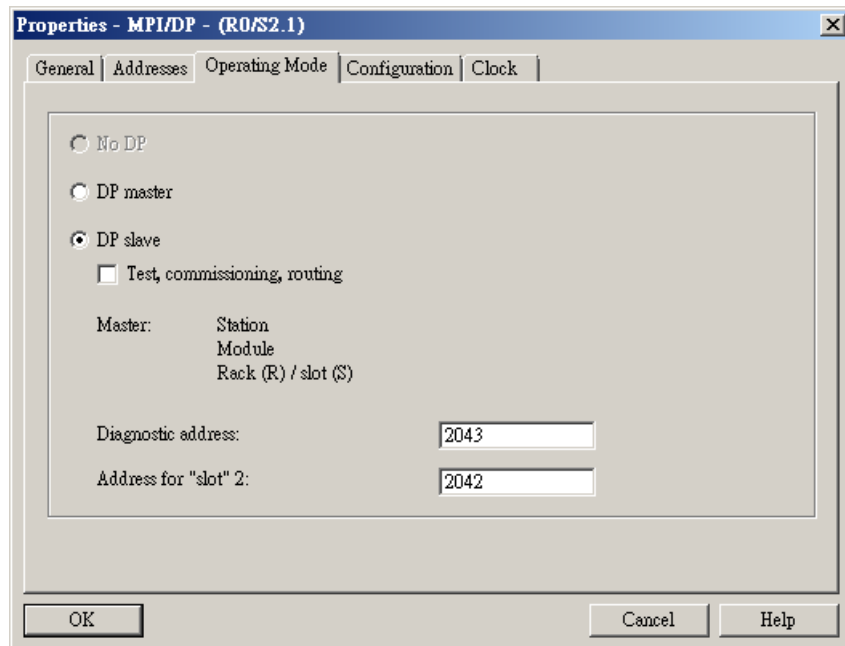 Properties - MPI/DP - (R0/S2.1)
General Addresses Operating Mode Configuration Clock
No DP
DP master
DP slave
Test, commissioning, routing
Master: Station
Module
Rack (R) / slot (S)
Diagnostic address: 2043
Address for "slot" 2: 2042
OK Cancel Help